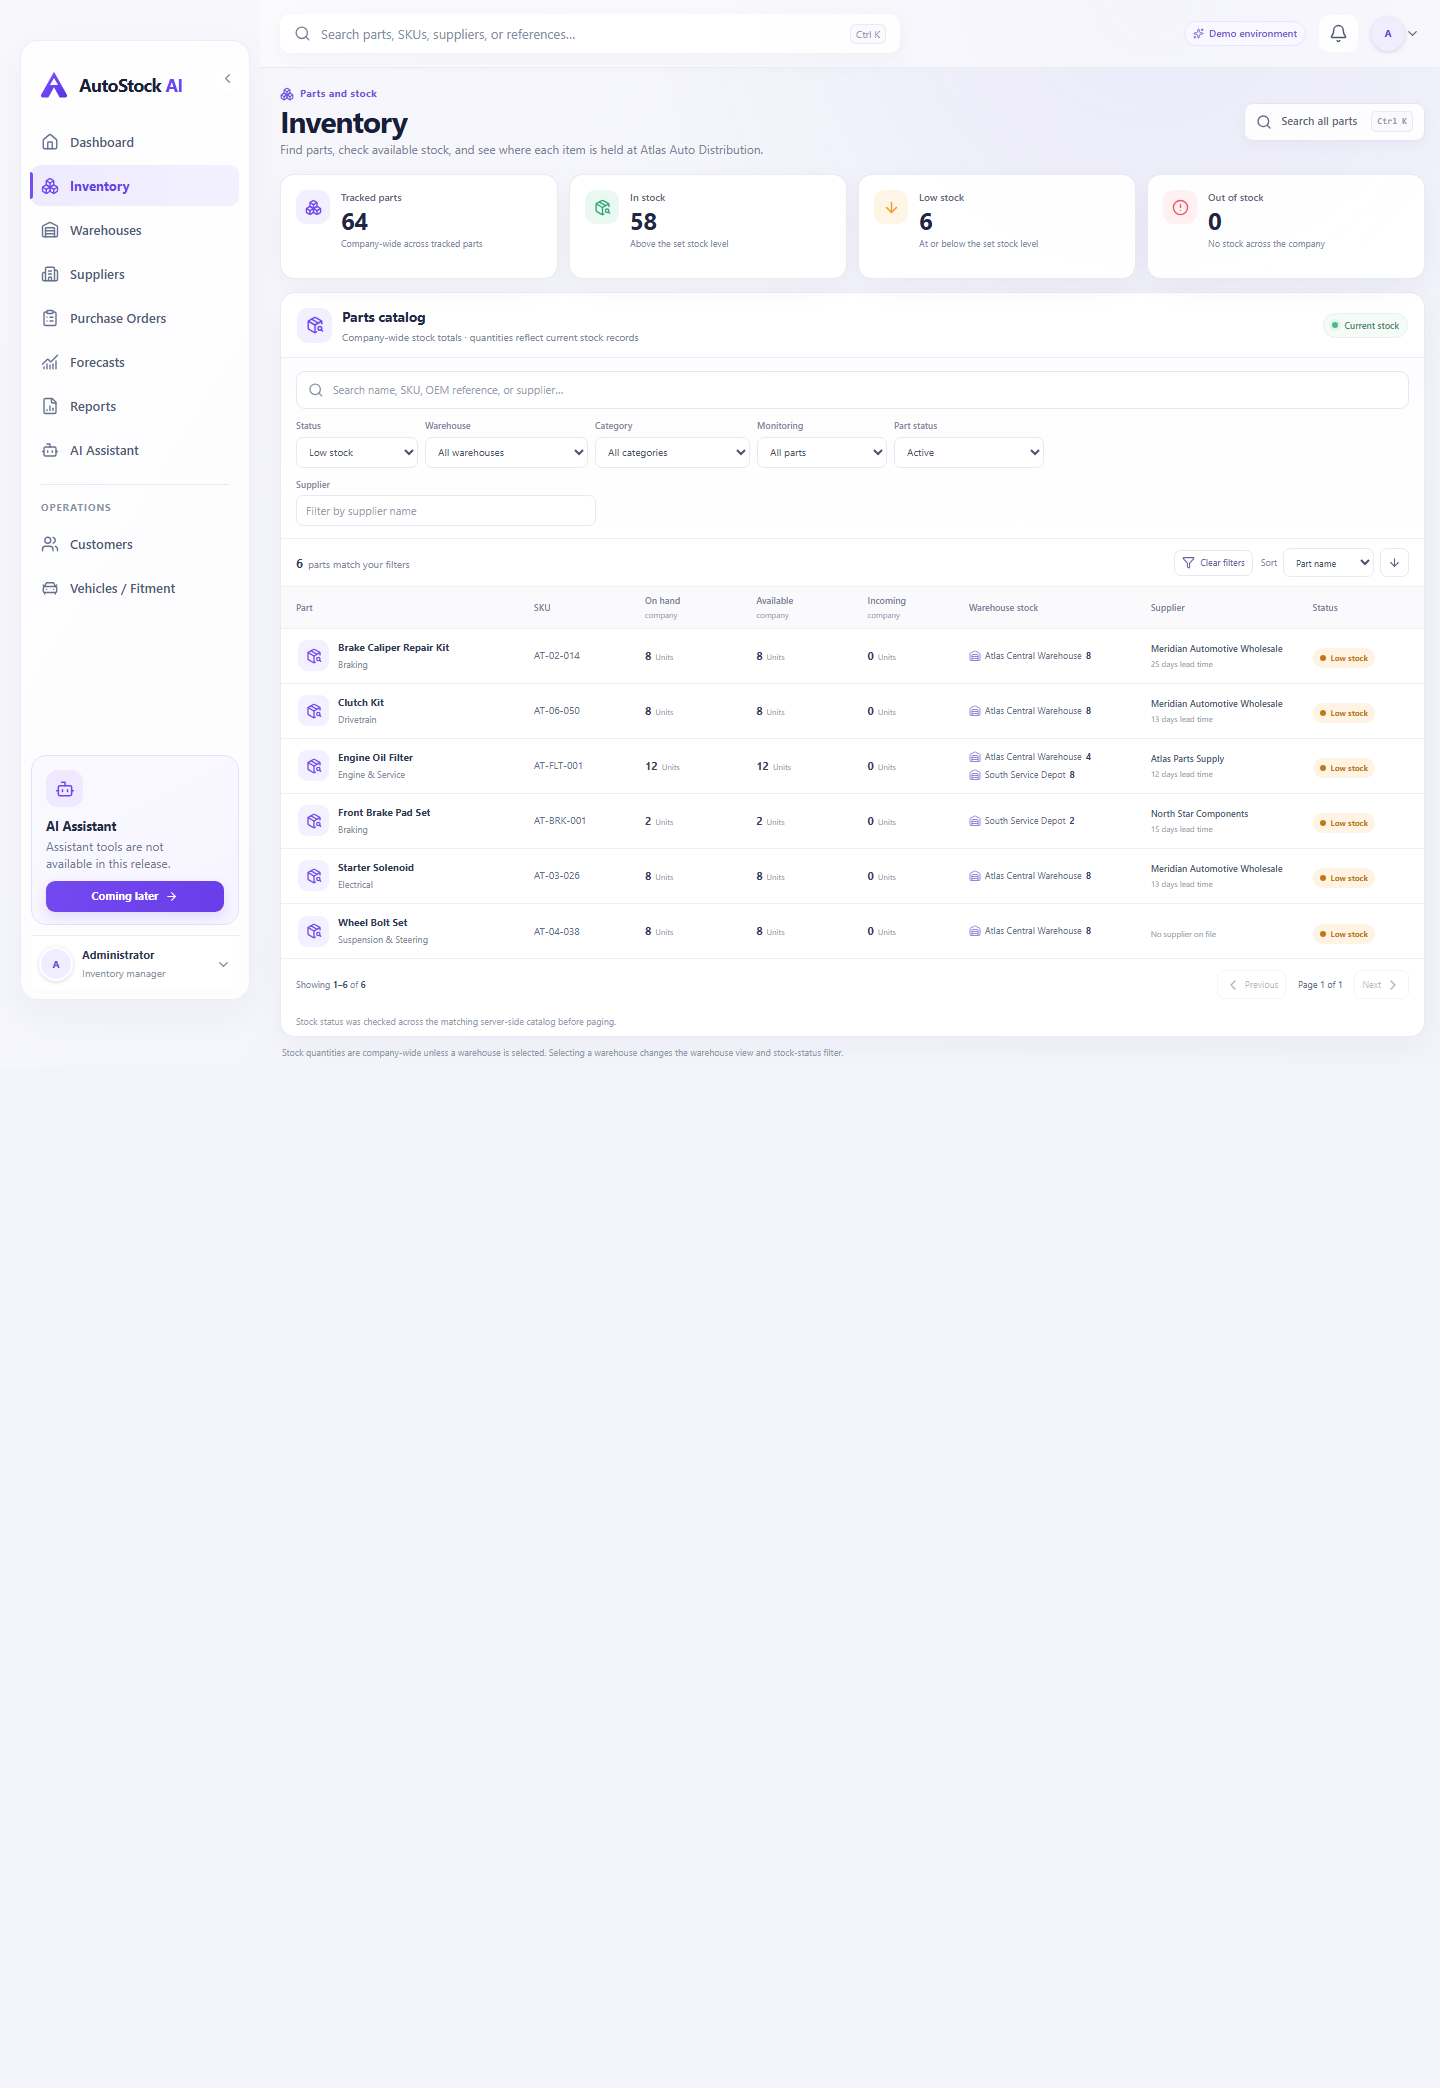 AutoStock AI
Dashboard
Inventory
Warehouses
Suppliers
Purchase Orders
Forecasts
Reports
AI Assistant
OPERATIONS
Customers
Vehicles / Fitment
AI Assistant
Assistant tools are not
available in this release.
Coming later
A
Administrator
Inventory manager
Search parts, SKUs, suppliers, or references...
Ctrl K
Demo environment
A
Parts and stock
Inventory
Find parts, check available stock, and see where each item is held at Atlas Auto Distribution.
Search all parts
Ctrl K
Tracked parts
64
Company-wide across tracked parts
In stock
58
Above the set stock level
Low stock
6
At or below the set stock level
Out of stock
0
No stock across the company
Parts catalog
Company-wide stock totals · quantities reflect current stock records
Current stock
Search name, SKU, OEM reference, or supplier...
Status
Warehouse
Category
Monitoring
Part status
Low stock
All warehouses
All categories
All parts
Active
Supplier
Filter by supplier name
6 parts match your filters
Clear filters
Sort
Part name
Part
SKU
On hand
company
Available
company
Incoming
company
Warehouse stock
Supplier
Status
Brake Caliper Repair Kit
Braking
AT-02-014
8 Units
8 Units
0 Units
Atlas Central Warehouse 8
Meridian Automotive Wholesale
25 days lead time
Low stock
Clutch Kit
Drivetrain
AT-06-050
8 Units
8 Units
0 Units
Atlas Central Warehouse 8
Meridian Automotive Wholesale
13 days lead time
Low stock
Engine Oil Filter
Engine & Service
AT-FLT-001
12 Units
12 Units
0 Units
Atlas Central Warehouse 4
South Service Depot 8
Atlas Parts Supply
12 days lead time
Low stock
Front Brake Pad Set
Braking
AT-BRK-001
2 Units
2 Units
0 Units
South Service Depot 2
North Star Components
15 days lead time
Low stock
Starter Solenoid
Electrical
AT-03-026
8 Units
8 Units
0 Units
Atlas Central Warehouse 8
Meridian Automotive Wholesale
13 days lead time
Low stock
Wheel Bolt Set
Suspension & Steering
AT-04-038
8 Units
8 Units
0 Units
Atlas Central Warehouse 8
No supplier on file
Low stock
Showing 1–6 of 6
Previous
Page 1 of 1
Next
Stock status was checked across the matching server-side catalog before paging.
Stock quantities are company-wide unless a warehouse is selected. Selecting a warehouse changes the warehouse view and stock-status filter.